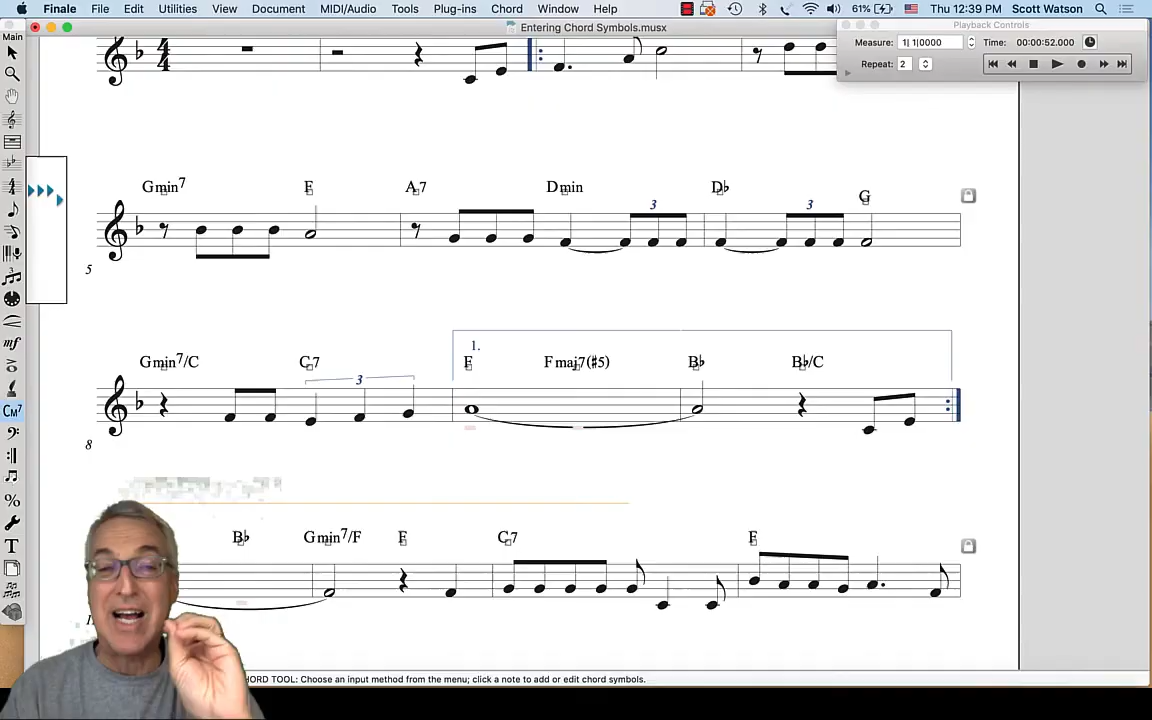 Finale File Edit Utilities View Document MIDI/Audio Tools Plug-ins Chord Window Help 61% Thu 12:39 PM Scott Watson
Main
Entering Chord Symbols.musx
Playback Controls
Measure: 1| 1|0000 Time: 00:00:52.000
Repeat: 2
Gmin7 F A7 Dmin D♭ G
3 3
5
Gmin7/C C7 F Fmaj7(♯5) B♭ B♭/C
1.
3
8
CM7
mf
T
B♭ Gmin7/F F C7 F
HORD TOOL: Choose an input method from the menu; click a note to add or edit chord symbols.